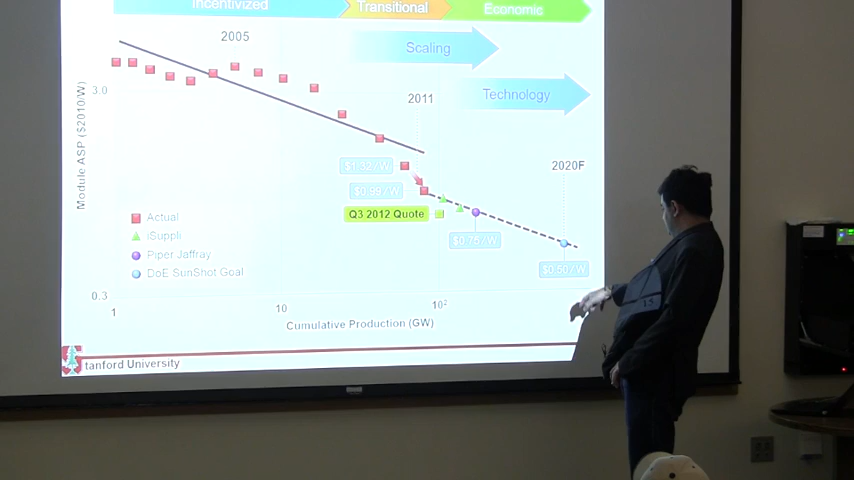 Incentivized
Transitional
Economic
2005
Scaling
3.0
2011
Technology
Module ASP ($2010/W)
$1.32/W
2020F
$0.99/W
Q3 2012 Quote
Actual
iSuppli
Piper Jaffray
$0.75/W
DoE SunShot Goal
$0.50/W
0.3
1
10
10²
Cumulative Production (GW)
tanford University